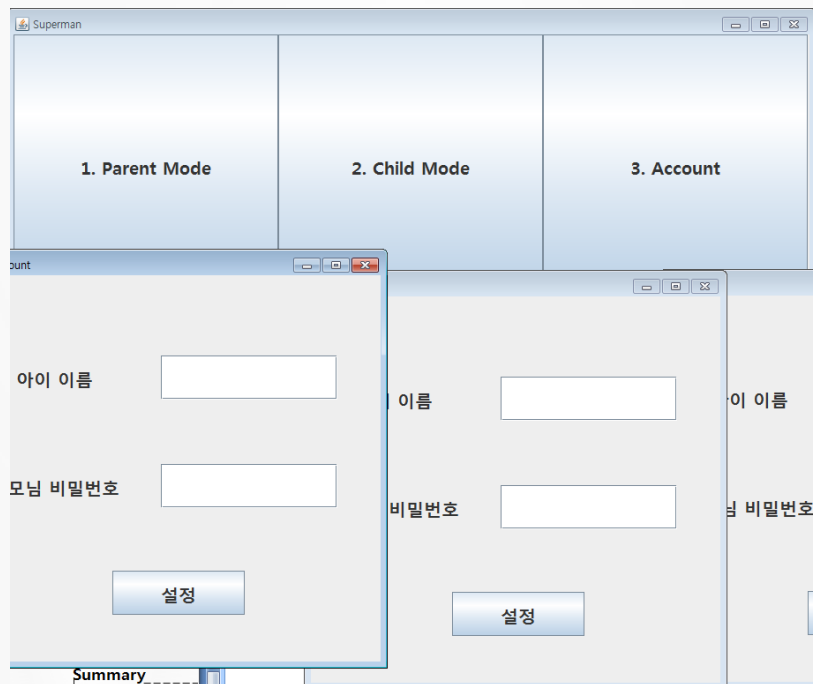 Superman
1. Parent Mode
2. Child Mode
3. Account
ount
아이 이름
모님 비밀번호
설정
이름
비밀번호
설정
이 이름
님 비밀번호
Summary